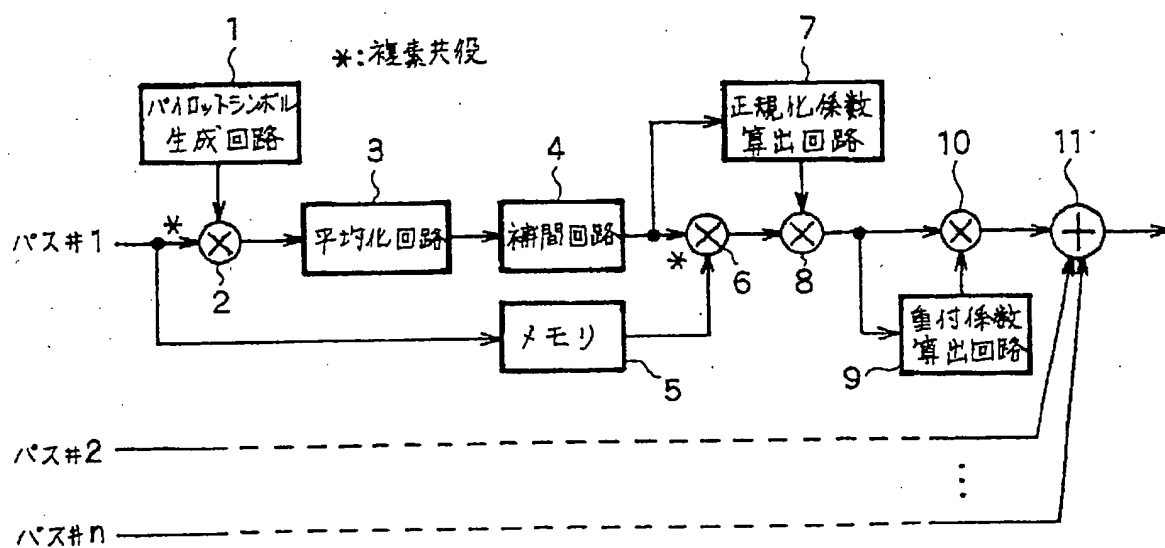 1
*:複素共役
7
パイロットシンボル
生成回路
正規化係数
算出回路
3
4
10
11
パス#1
*
2
平均化回路
補間回路
*
6
8
メモリ
5
重付係数
算出回路
9
パス#2
パス#n